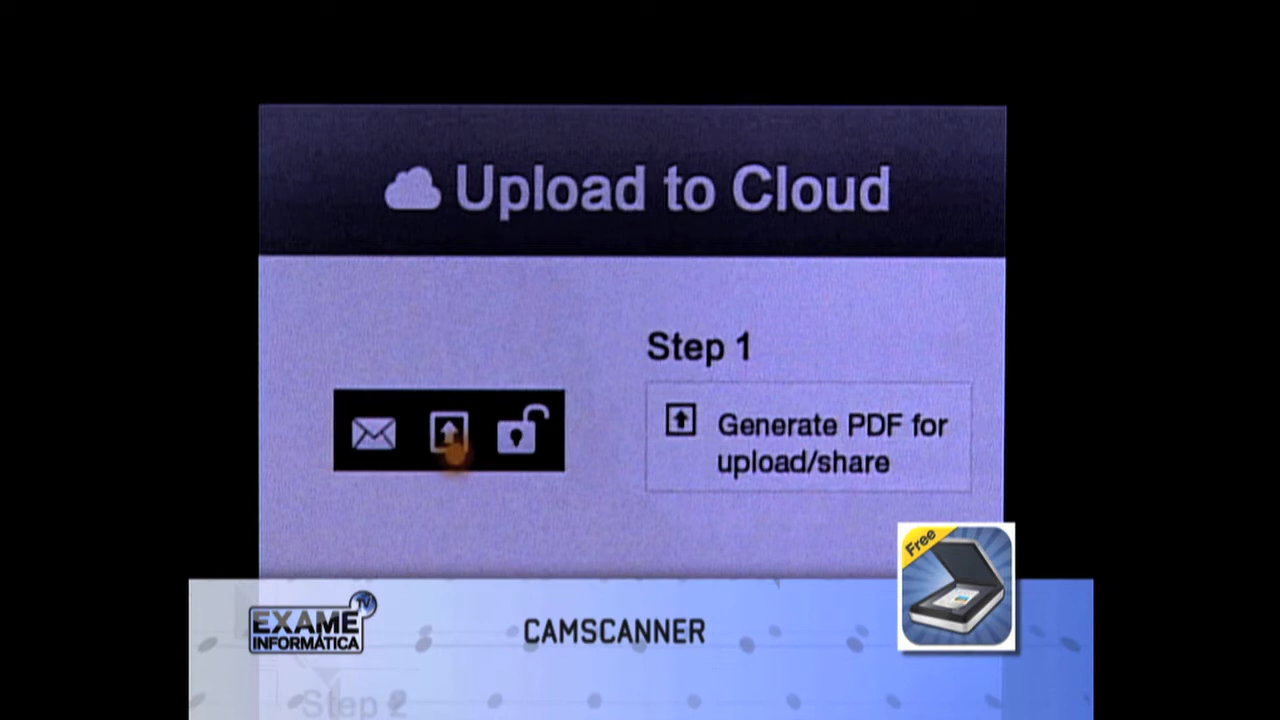 Upload to Cloud
Step 1
Generate PDF for
upload/share
Free
EXAME TV
INFORMÁTICA
CAMSCANNER
Step 2